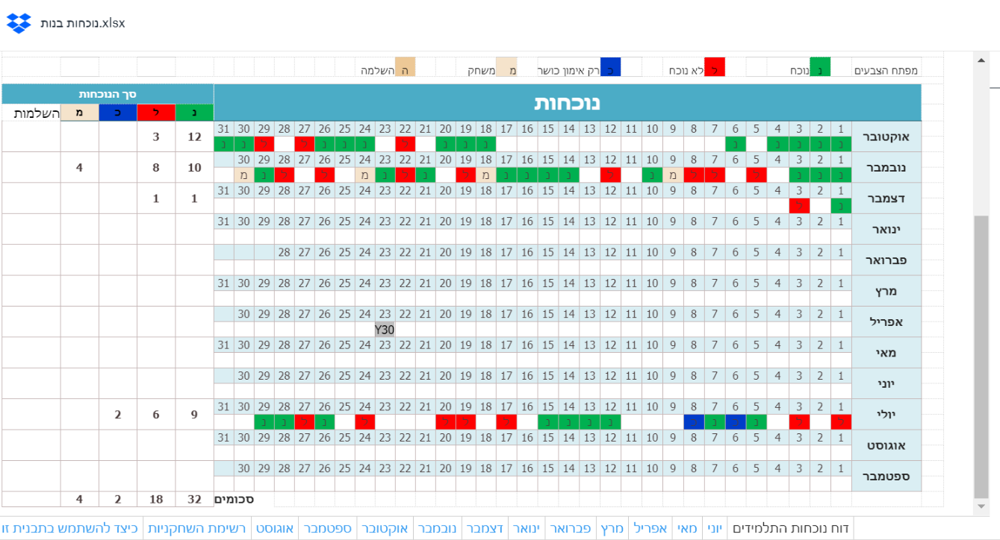 נוכחות בנות.xlsx
מפתח הצבעים נ נוכח ל לא נוכח כ רק אימון כושר מ משחק ה השלמה
נוכחות סך הנוכחות
נ ל כ מ השלמות
אוקטובר 1 2 3 4 5 6 7 8 9 10 11 12 13 14 15 16 17 18 19 20 21 22 23 24 25 26 27 28 29 30 31 12 3
נ נ נ נ נ נ נ נ ל נ נ נ ל ל נ נ
נובמבר 1 2 3 4 5 6 7 8 9 10 11 12 13 14 15 16 17 18 19 20 21 22 23 24 25 26 27 28 29 30 10 8 4
נ נ נ ל ל ל מ נ ל נ נ נ נ מ ל נ ל נ מ ל ל נ מ
דצמבר 1 2 3 4 5 6 7 8 9 10 11 12 13 14 15 16 17 18 19 20 21 22 23 24 25 26 27 28 29 30 31 1 1
נ ל
ינואר 1 2 3 4 5 6 7 8 9 10 11 12 13 14 15 16 17 18 19 20 21 22 23 24 25 26 27 28 29 30 31
פברואר 1 2 3 4 5 6 7 8 9 10 11 12 13 14 15 16 17 18 19 20 21 22 23 24 25 26 27 28
מרץ 1 2 3 4 5 6 7 8 9 10 11 12 13 14 15 16 17 18 19 20 21 22 23 24 25 26 27 28 29 30 31
אפריל 1 2 3 4 5 6 7 8 9 10 11 12 13 14 15 16 17 18 19 20 21 22 23 24 25 26 27 28 29 30
Y30
מאי 1 2 3 4 5 6 7 8 9 10 11 12 13 14 15 16 17 18 19 20 21 22 23 24 25 26 27 28 29 30 31
יוני 1 2 3 4 5 6 7 8 9 10 11 12 13 14 15 16 17 18 19 20 21 22 23 24 25 26 27 28 29 30
יולי 1 2 3 4 5 6 7 8 9 10 11 12 13 14 15 16 17 18 19 20 21 22 23 24 25 26 27 28 29 30 31 9 6 2
ל ל נ כ נ כ נ נ נ נ ל ל ל ל נ ל נ נ
אוגוסט 1 2 3 4 5 6 7 8 9 10 11 12 13 14 15 16 17 18 19 20 21 22 23 24 25 26 27 28 29 30 31
ספטמבר 1 2 3 4 5 6 7 8 9 10 11 12 13 14 15 16 17 18 19 20 21 22 23 24 25 26 27 28 29 30
סכומים 32 18 2 4
דוח נוכחות התלמידים יוני מאי אפריל מרץ פברואר ינואר דצמבר נובמבר אוקטובר ספטמבר אוגוסט רשימת השחקניות כיצד להשתמש בתבנית זו